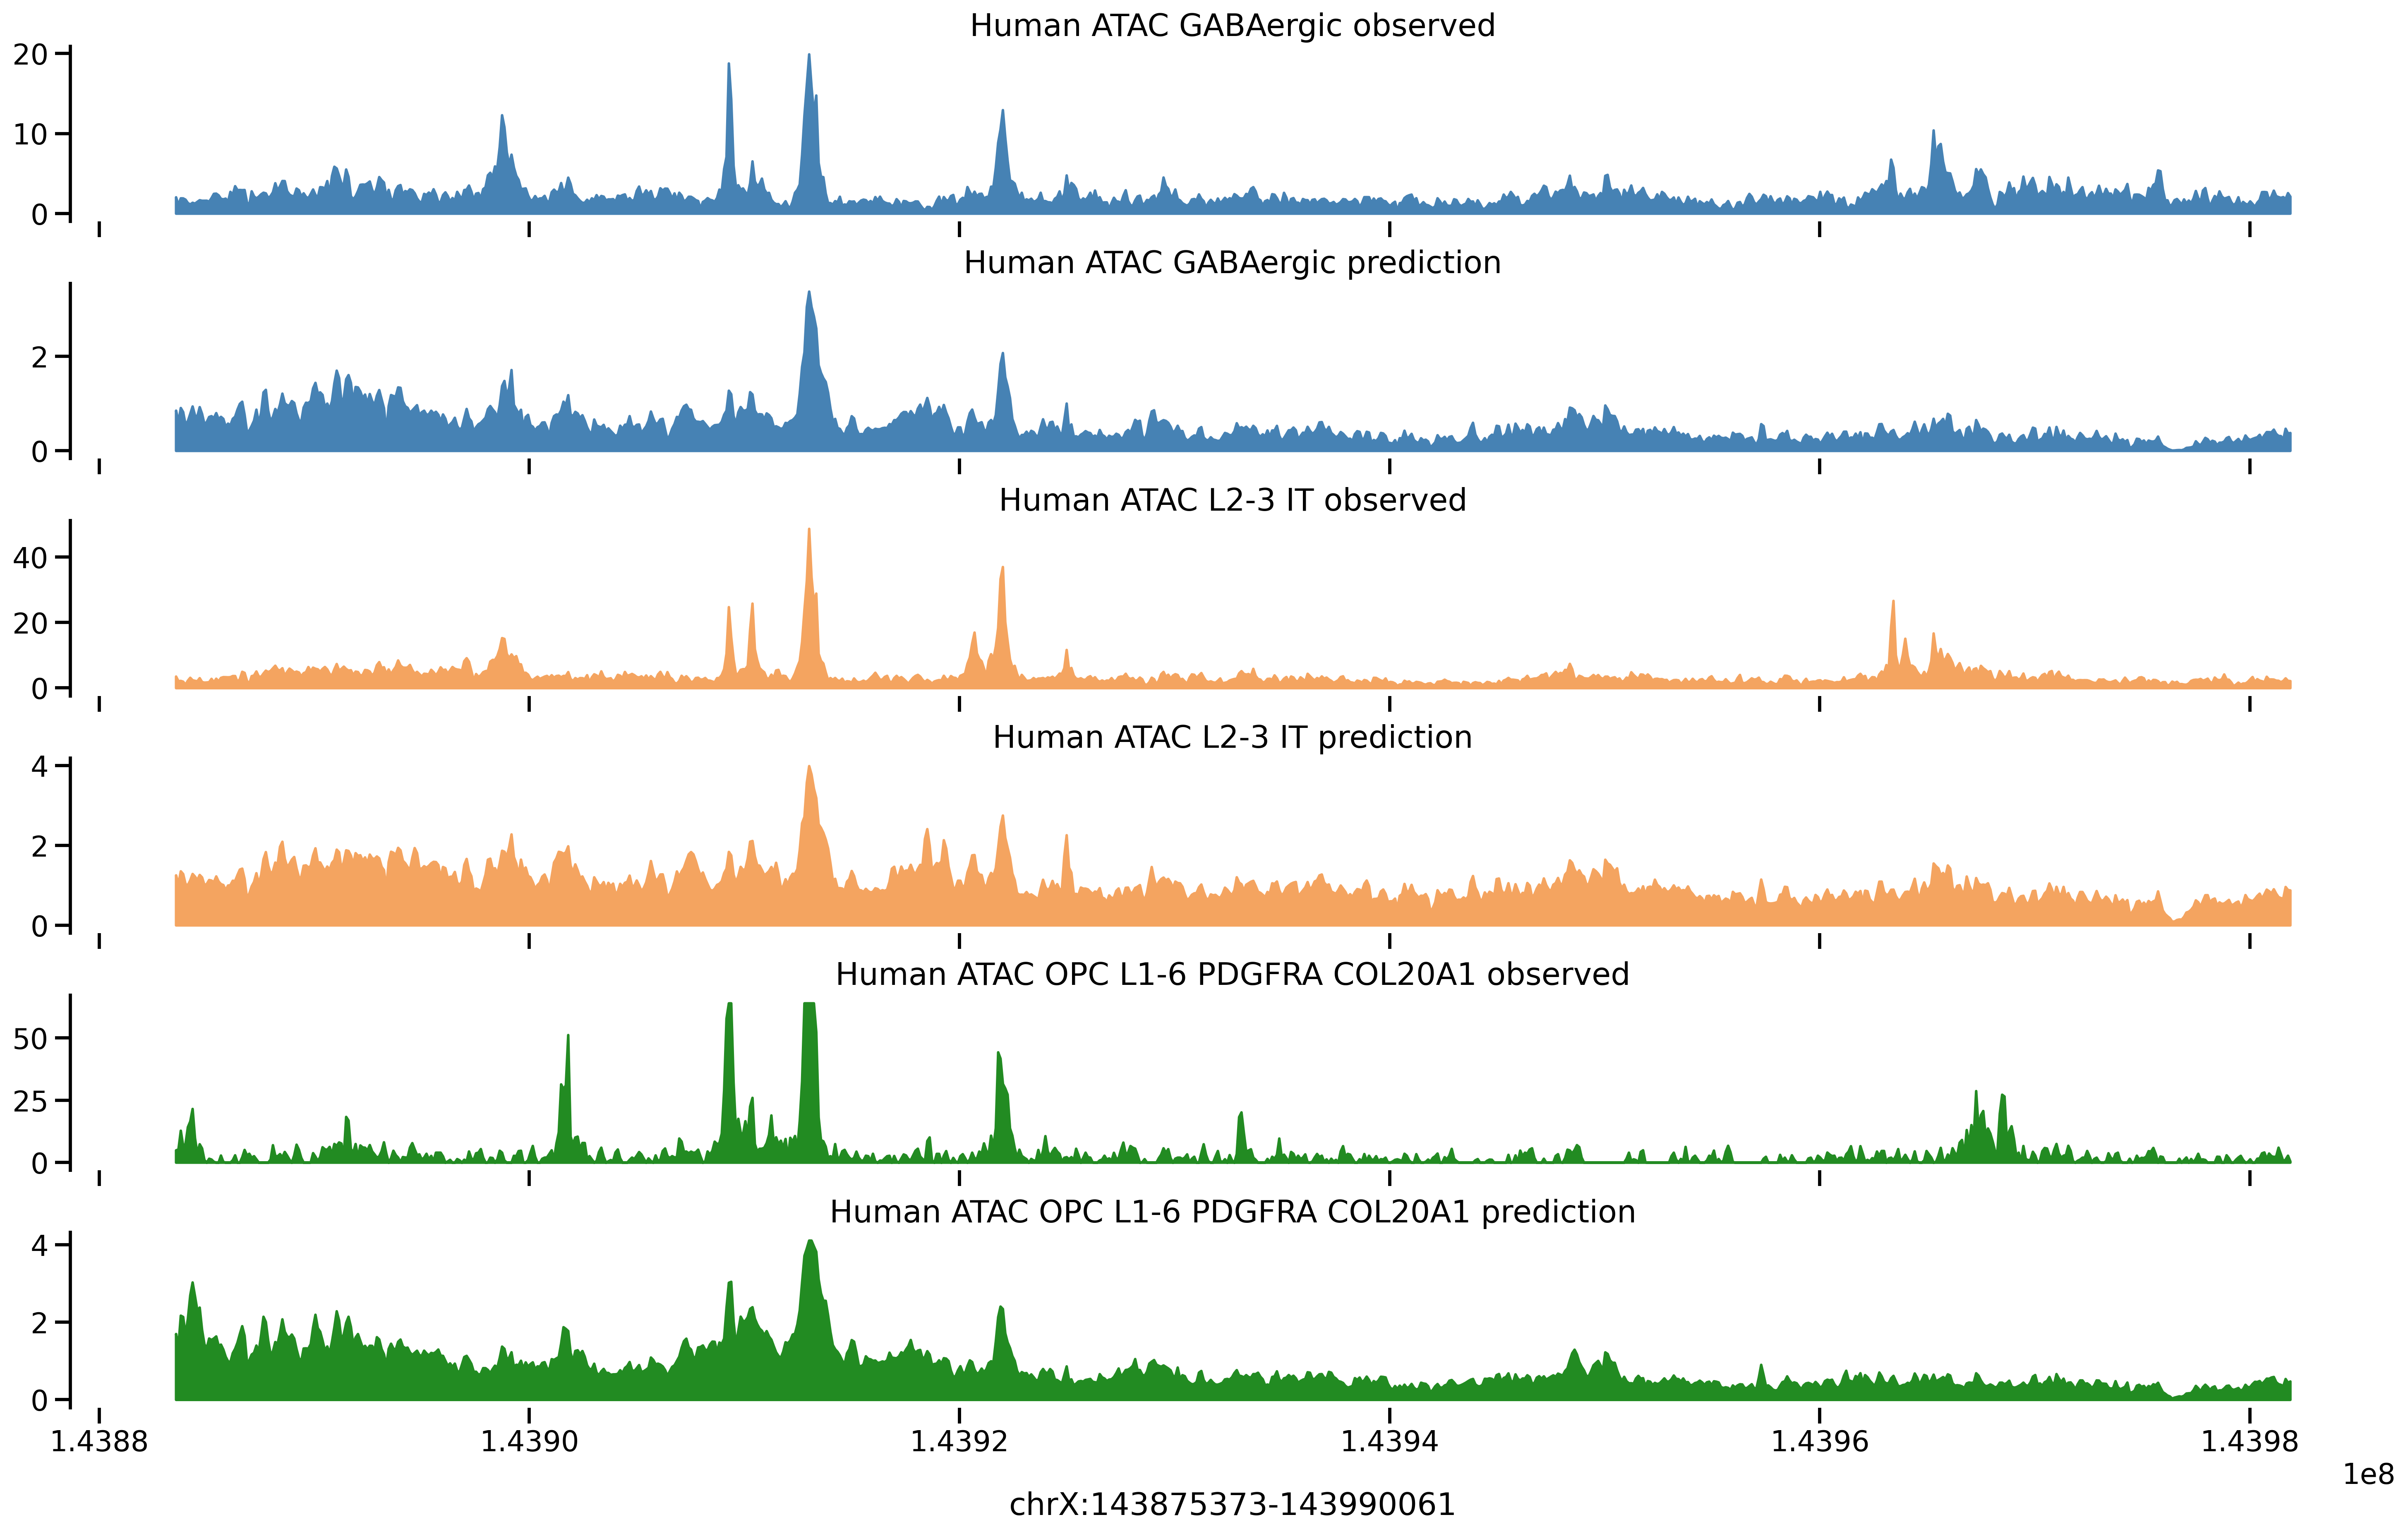 Human ATAC GABAergic observed
20
10
0
Human ATAC GABAergic prediction
2
0
Human ATAC L2-3 IT observed
40
20
0
Human ATAC L2-3 IT prediction
4
2
0
Human ATAC OPC L1-6 PDGFRA COL20A1 observed
50
25
0
Human ATAC OPC L1-6 PDGFRA COL20A1 prediction
4
2
0
1.4388 1.4390 1.4392 1.4394 1.4396 1.4398
1e8
chrX:143875373-143990061